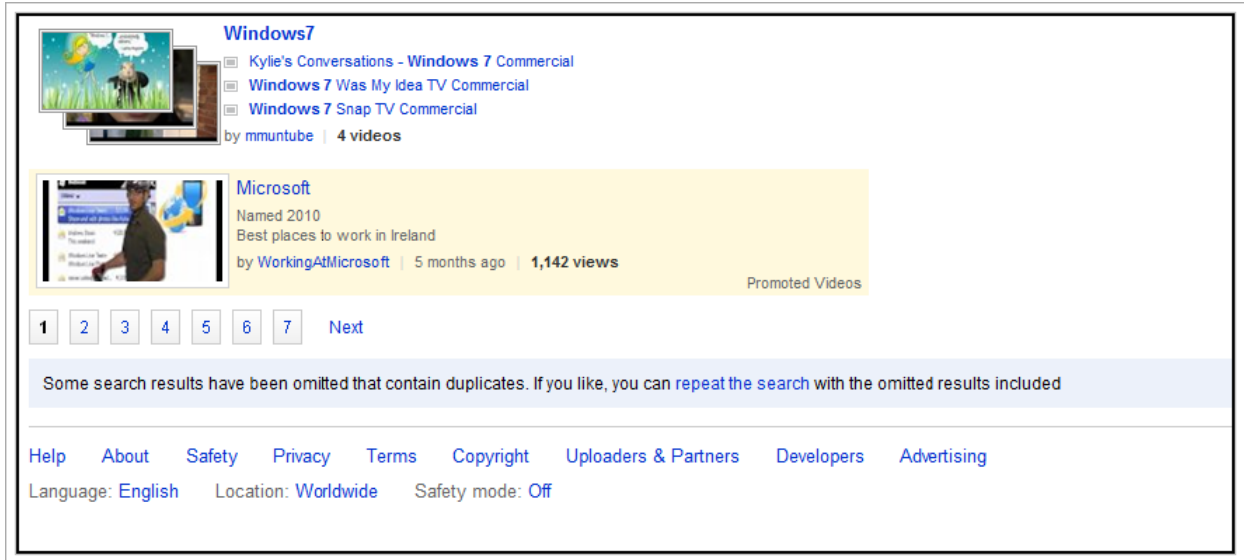 Windows7
Kylie's Conversations - Windows 7 Commercial
Windows 7 Was My Idea TV Commercial
Windows 7 Snap TV Commercial
by mmuntube | 4 videos
Microsoft
Named 2010
Best places to work in Ireland
by WorkingAtMicrosoft | 5 months ago | 1,142 views
Promoted Videos
1 2 3 4 5 6 7 Next
Some search results have been omitted that contain duplicates. If you like, you can repeat the search with the omitted results included
Help About Safety Privacy Terms Copyright Uploaders & Partners Developers Advertising
Language: English Location: Worldwide Safety mode: Off